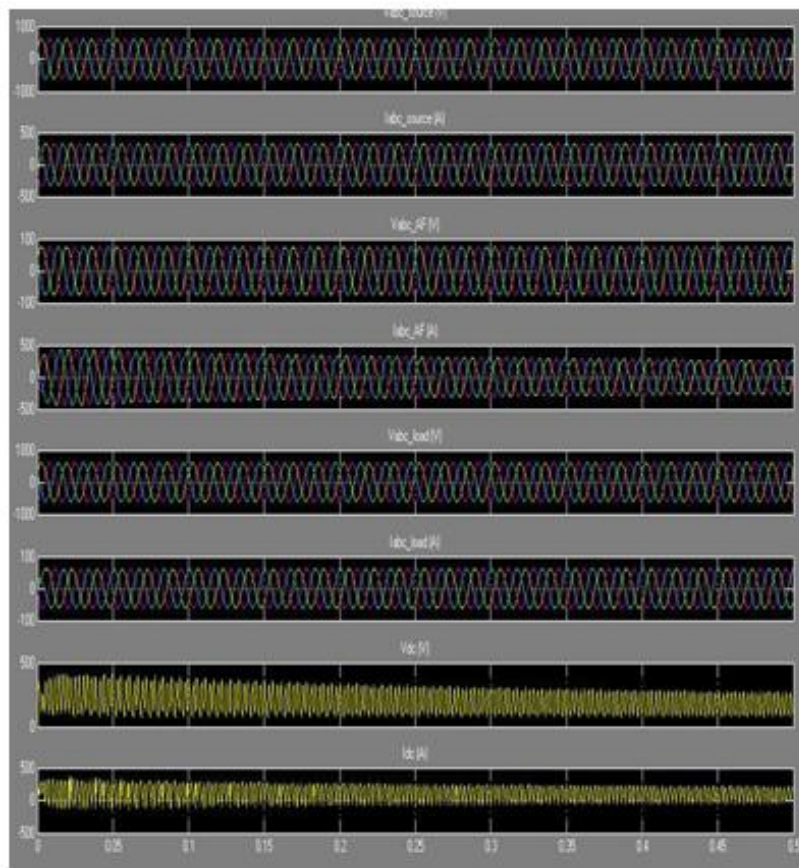 Vabc_source (V)
1000
0
-1000
Iabc_source (A)
500
0
-500
Vabc_AF (V)
100
0
-100
Iabc_AF (A)
500
0
-500
Vabc_load (V)
1000
0
-1000
Iabc_load (A)
100
0
-100
Vdc (V)
500
0
Idc (A)
500
0
-500
0 0.05 0.1 0.15 0.2 0.25 0.3 0.35 0.4 0.45 0.5